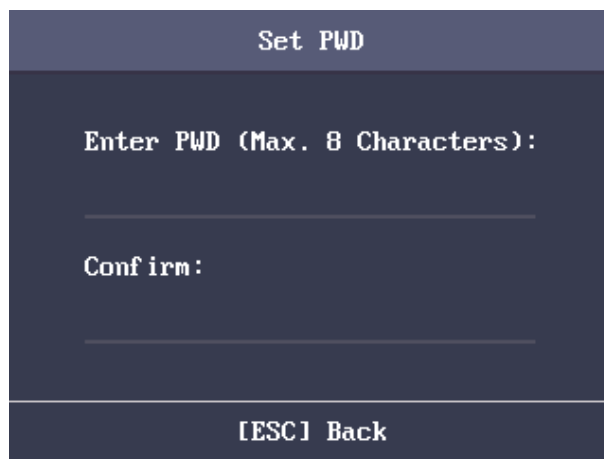 Set PWD
Enter PWD (Max. 8 Characters):
Confirm:
[ESC] Back